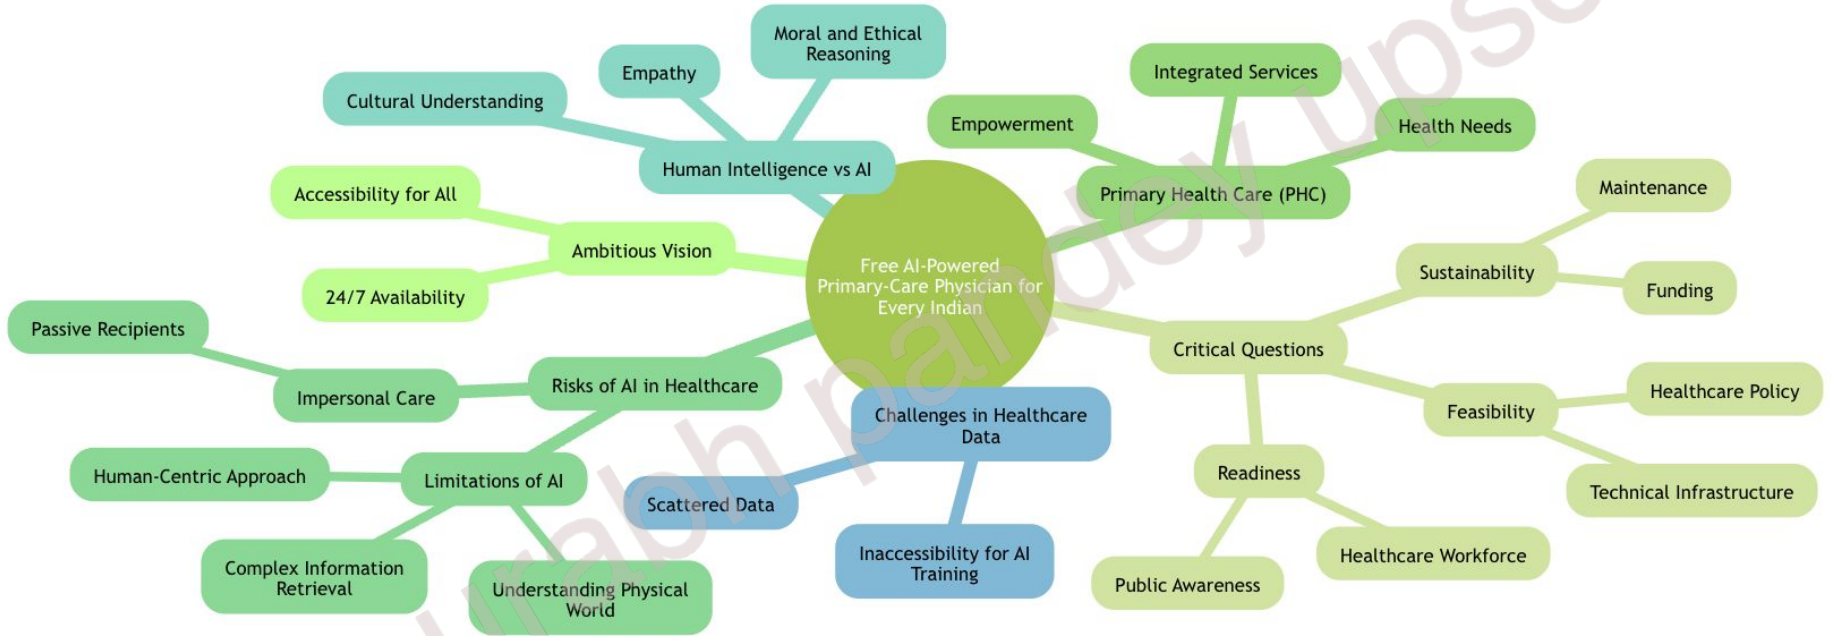 Moral and Ethical
Reasoning
Empathy
Cultural Understanding
Human Intelligence vs AI
Accessibility for All
Ambitious Vision
24/7 Availability
Free AI-Powered
Primary-Care Physician for
Every Indian
Integrated Services
Empowerment
Health Needs
Primary Health Care (PHC)
Maintenance
Sustainability
Funding
Critical Questions
Healthcare Policy
Feasibility
Technical Infrastructure
Readiness
Healthcare Workforce
Public Awareness
Passive Recipients
Impersonal Care
Risks of AI in Healthcare
Human-Centric Approach
Limitations of AI
Complex Information
Retrieval
Understanding Physical
World
Challenges in Healthcare
Data
Scattered Data
Inaccessibility for AI
Training
urabh pandey upsc